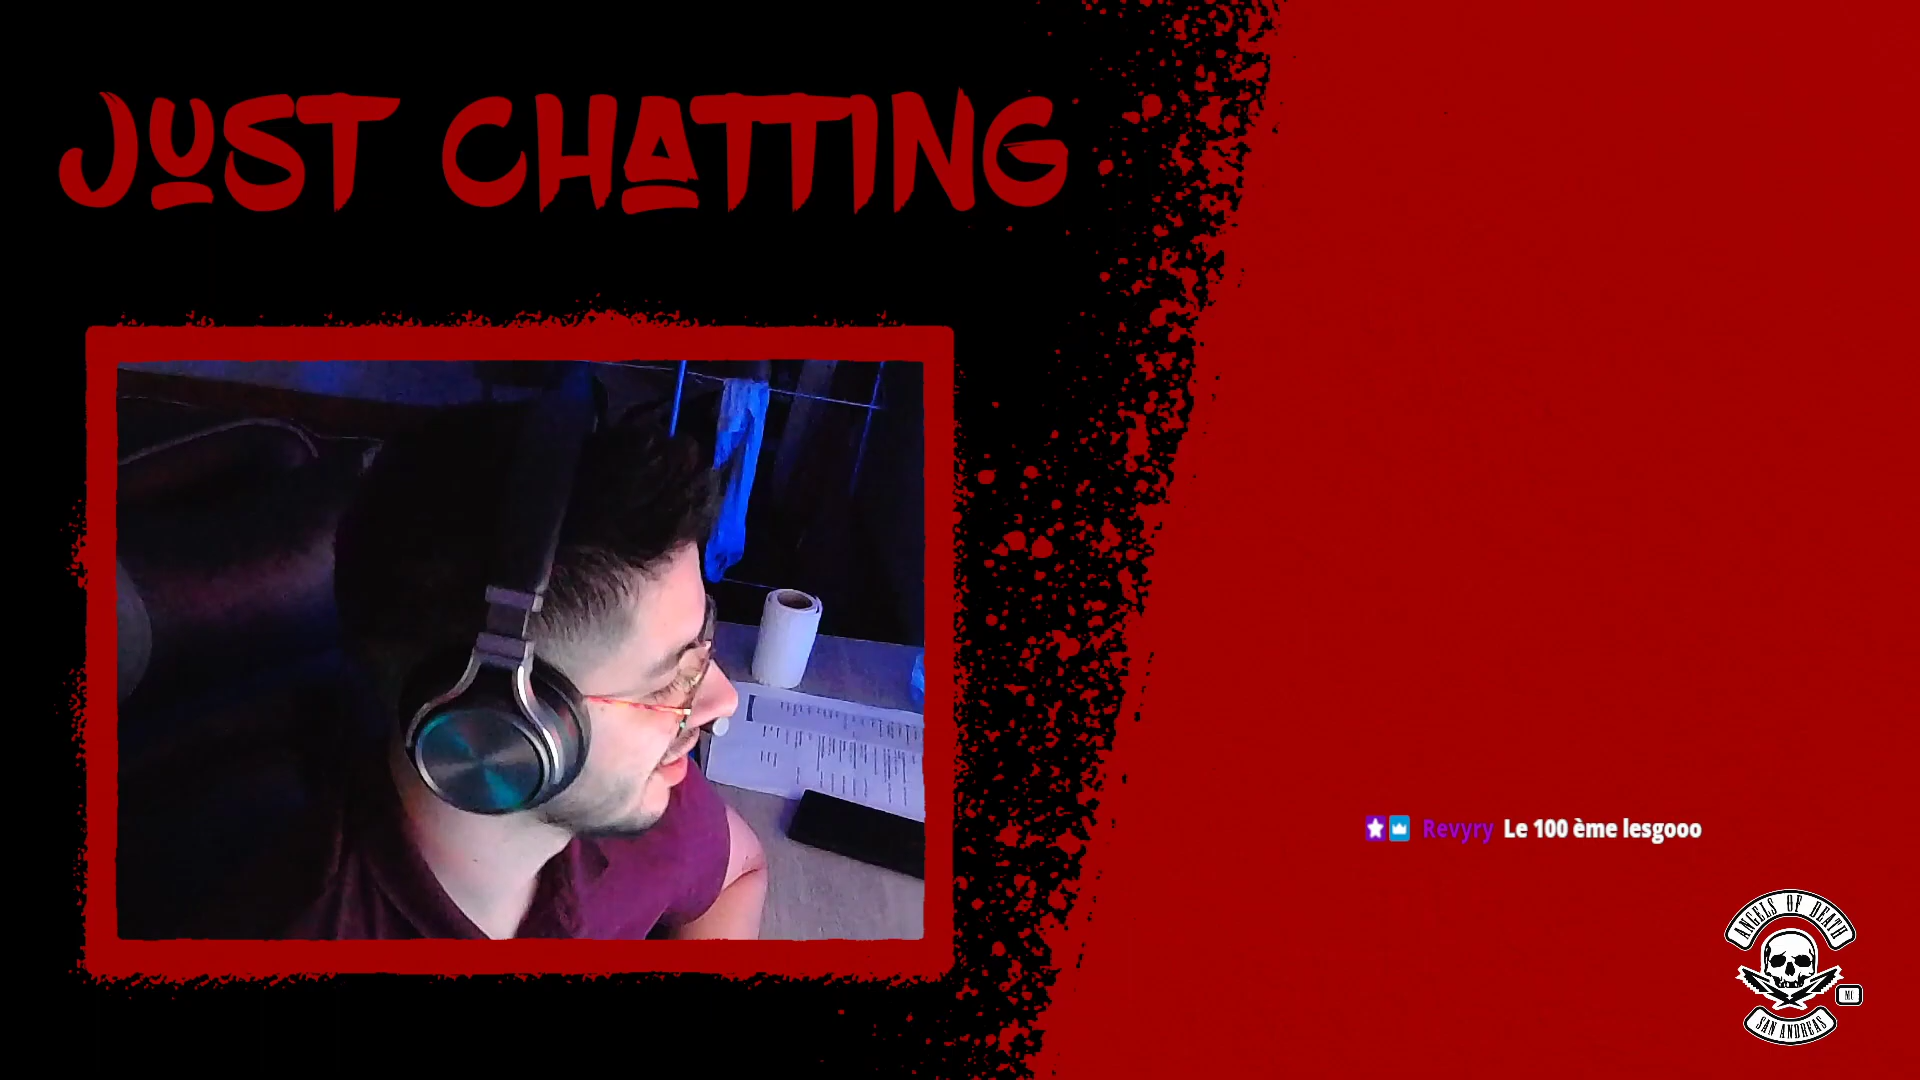 JUST CHATTING
Revyry Le 100 ème lesgooo
ANGELS OF DEATH
MC
SAN ANDREAS